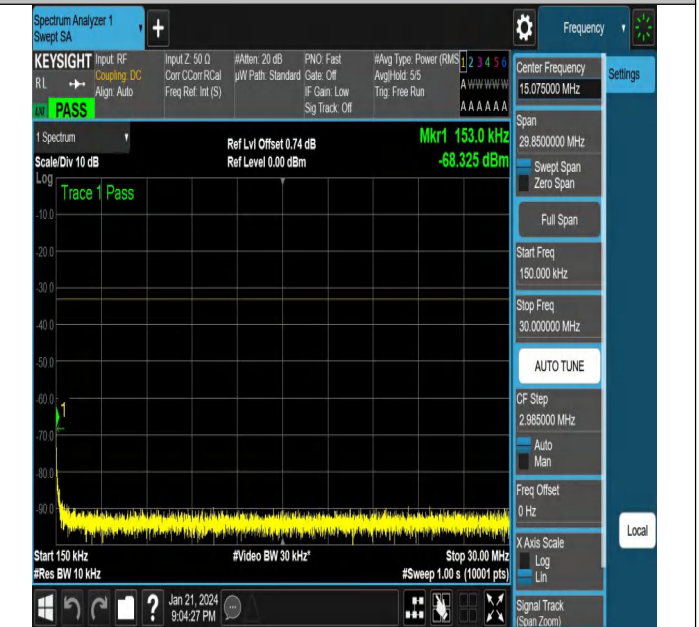 Spectrum Analyzer 1
Swept SA
+
Frequency
KEYSIGHT
RL
PASS
Input: RF
Coupling: DC
Align: Auto
Input Z: 50 Ω
Corr CCorr RCal
Freq Ref: Int (S)
#Atten: 20 dB
µW Path: Standard
PNO: Fast
Gate: Off
IF Gain: Low
Sig Track: Off
#Avg Type: Power (RMS
Avg|Hold: 5/5
Trig: Free Run
1 2 3 4 5 6
A W W W W W
A A A A A A
1 Spectrum
Scale/Div 10 dB
Ref Lvl Offset 0.74 dB
Ref Level 0.00 dBm
Mkr1 153.0 kHz
-68.325 dBm
Log
Trace 1 Pass
-10.0
-20.0
-30.0
-40.0
-50.0
-60.0
1
-70.0
-80.0
-90.0
Start 150 kHz
#Res BW 10 kHz
#Video BW 30 kHz*
Stop 30.00 MHz
#Sweep 1.00 s (10001 pts)
?
Jan 21, 2024
9:04:27 PM
Center Frequency
15.075000 MHz
Settings
Span
29.8500000 MHz
Swept Span
Zero Span
Full Span
Start Freq
150.000 kHz
Stop Freq
30.000000 MHz
AUTO TUNE
CF Step
2.985000 MHz
Auto
Man
Freq Offset
0 Hz
X Axis Scale
Log
Lin
Local
Signal Track
(Span Zoom)